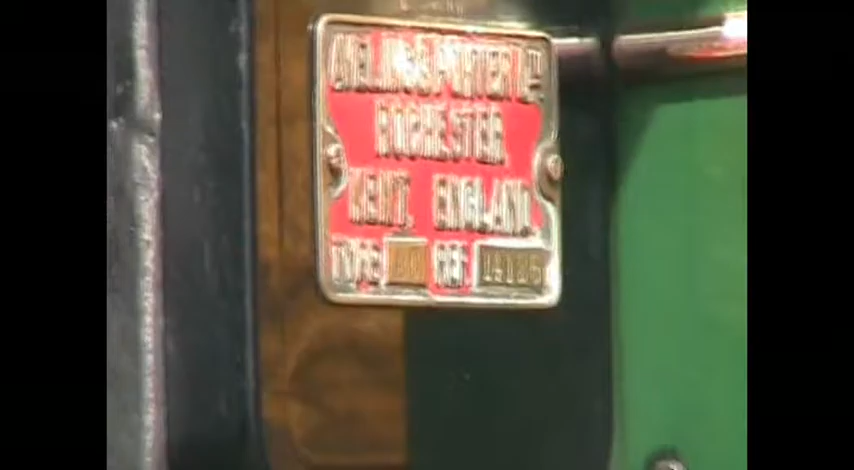 AVELING & PORTER LTD
ROCHESTER
KENT, ENGLAND.
TYPE REF.